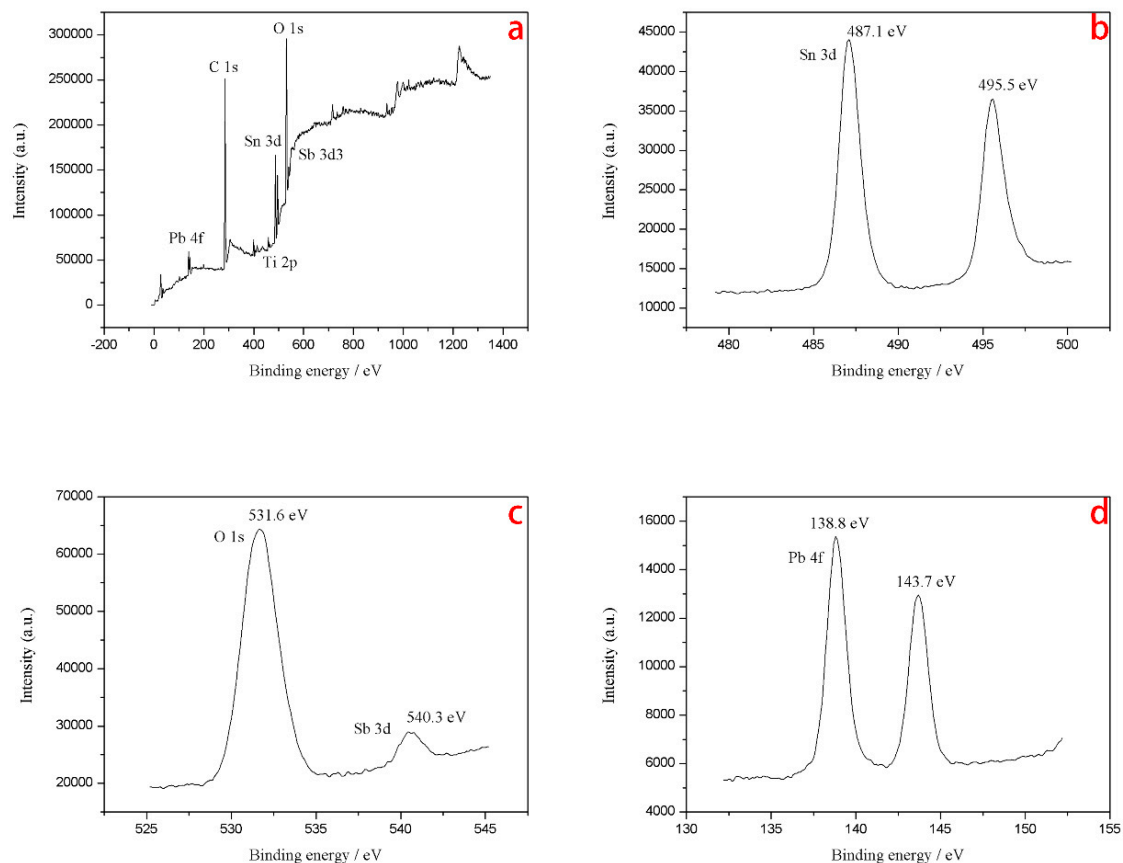 a
300000
250000
200000
150000
100000
50000
0
-200 0 200 400 600 800 1000 1200 1400
Intensity (a.u.)
Binding energy / eV
O 1s
C 1s
Sn 3d
Sb 3d3
Pb 4f
Ti 2p
b
45000
40000
35000
30000
25000
20000
15000
10000
480 485 490 495 500
Intensity (a.u.)
Binding energy / eV
487.1 eV
Sn 3d
495.5 eV
c
70000
60000
50000
40000
30000
20000
525 530 535 540 545
Intensity (a.u.)
Binding energy / eV
531.6 eV
O 1s
540.3 eV
Sb 3d
d
16000
14000
12000
10000
8000
6000
4000
130 135 140 145 150 155
Intensity (a.u.)
Binding energy / eV
138.8 eV
Pb 4f
143.7 eV